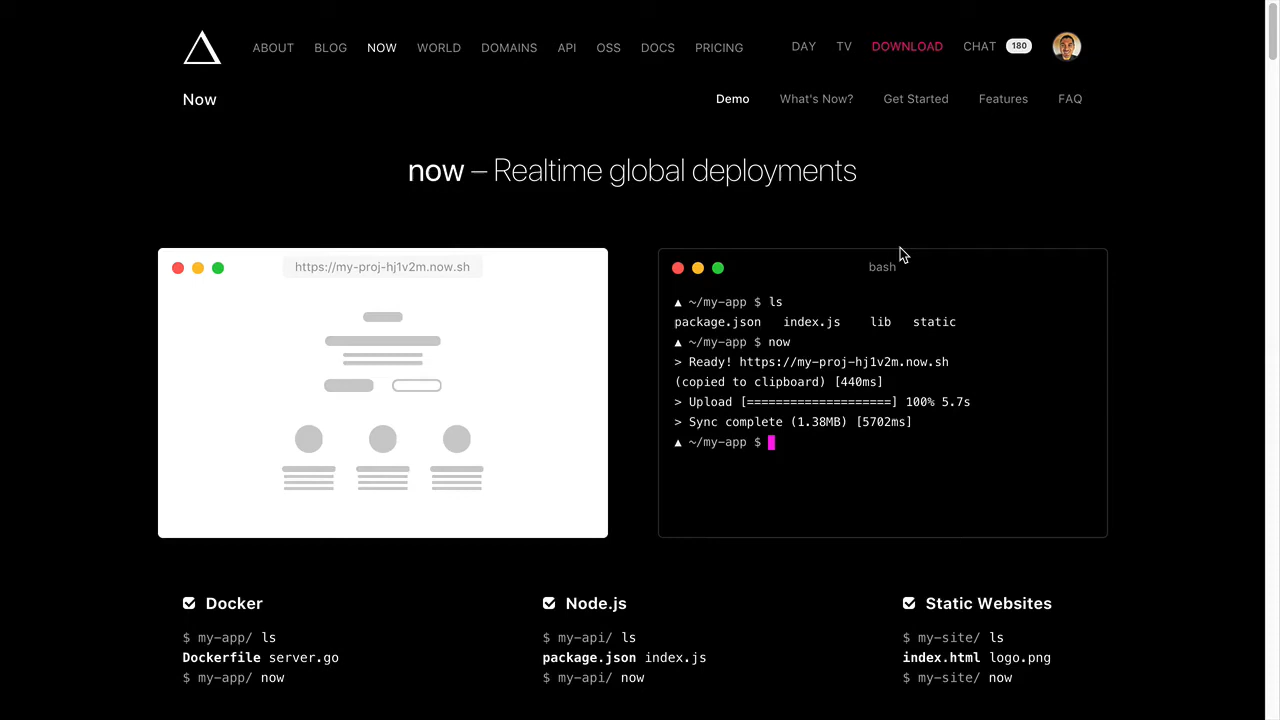 ABOUT BLOG NOW WORLD DOMAINS API OSS DOCS PRICING DAY TV DOWNLOAD CHAT 180
Now Demo What's Now? Get Started Features FAQ
now – Realtime global deployments
https://my-proj-hj1v2m.now.sh
bash
▲ ~/my-app $ ls
package.json index.js lib static
▲ ~/my-app $ now
> Ready! https://my-proj-hj1v2m.now.sh
(copied to clipboard) [440ms]
> Upload [====================] 100% 5.7s
> Sync complete (1.38MB) [5702ms]
▲ ~/my-app $
Docker
$ my-app/ ls
Dockerfile server.go
$ my-app/ now
Node.js
$ my-api/ ls
package.json index.js
$ my-api/ now
Static Websites
$ my-site/ ls
index.html logo.png
$ my-site/ now